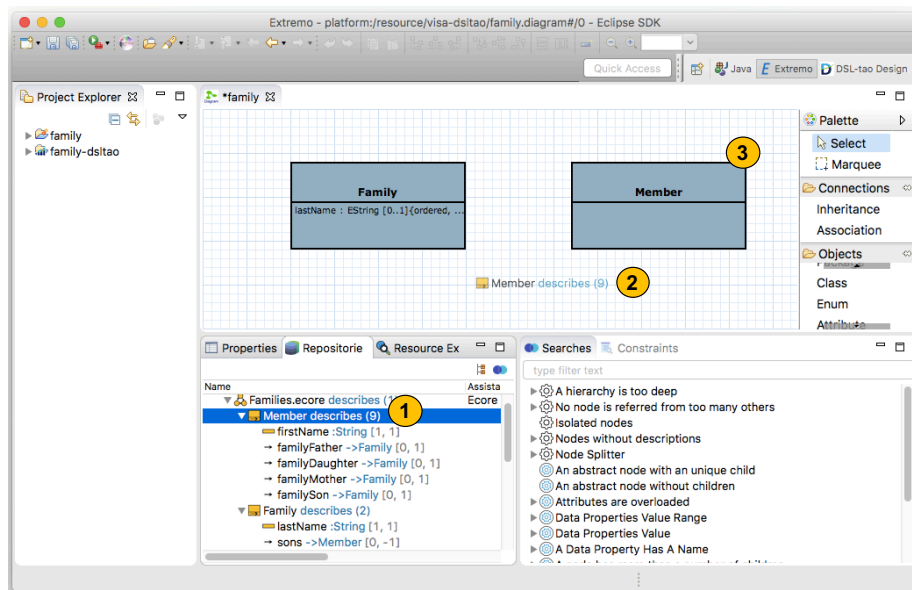 Extremo - platform:/resource/visa-dsltao/family.diagram#/0 - Eclipse SDK
Quick Access
Java
Extremo
DSL-tao Design
Project Explorer
family
family-dsltao
*family
3
Family
lastName : EString [0..1]{ordered, ...
Member
Member describes (9)
2
Palette
Select
Marquee
Connections
Inheritance
Association
Objects
Class
Enum
Attribute
Properties
Repositorie
Resource Ex
Name
Assista
Families.ecore describes (
Ecore
Member describes (9)
1
firstName :String [1, 1]
familyFather ->Family [0, 1]
familyDaughter ->Family [0, 1]
familyMother ->Family [0, 1]
familySon ->Family [0, 1]
Family describes (2)
lastName :String [1, 1]
sons ->Member [0, -1]
Searches
Constraints
type filter text
A hierarchy is too deep
No node is referred from too many others
Isolated nodes
Nodes without descriptions
Node Splitter
An abstract node with an unique child
An abstract node without children
Attributes are overloaded
Data Properties Value Range
Data Properties Value
A Data Property Has A Name